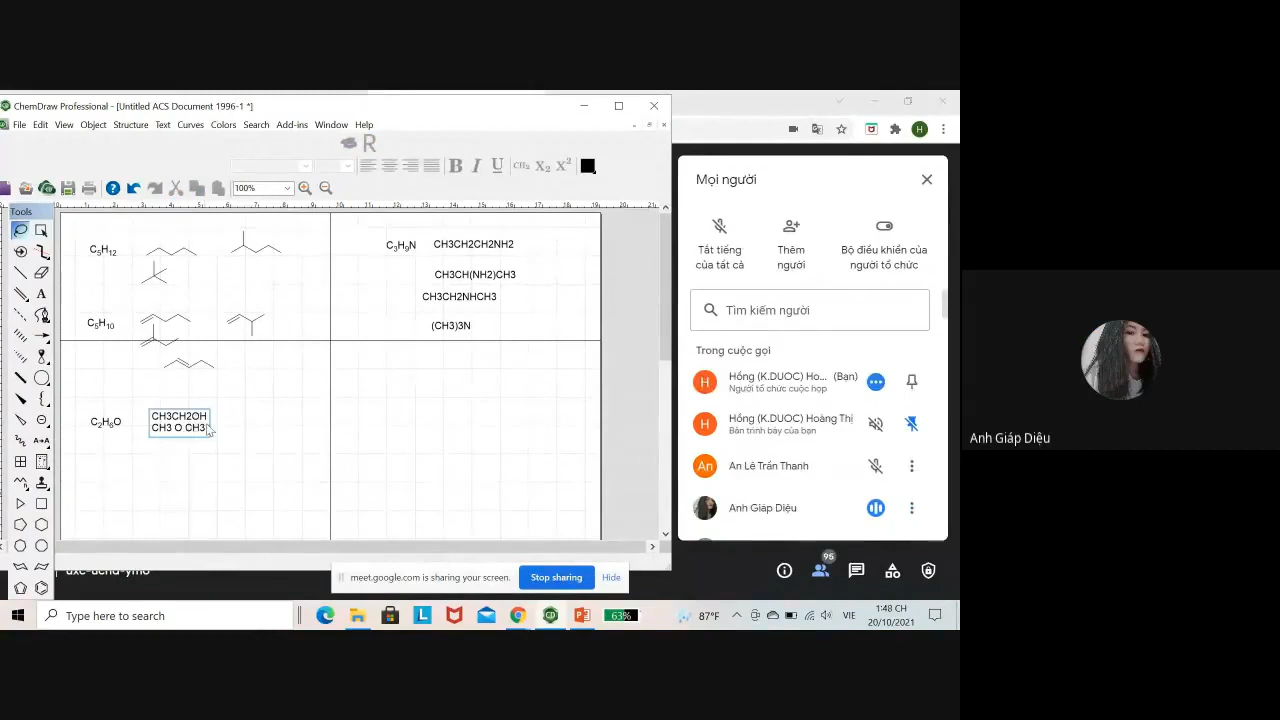 ChemDraw Professional - [Untitled ACS Document 1996-1 *]
File Edit View Object Structure Text Curves Colors Search Add-ins Window Help
R
B I U CH2 X2 X2
100%
Tools
C5H12
C5H10
C2H6O
CH3CH2OH
CH3 O CH3
C3H9N
CH3CH2CH2NH2
CH3CH(NH2)CH3
CH3CH2NHCH3
(CH3)3N
meet.google.com is sharing your screen. Stop sharing Hide
Mọi người
Tắt tiếng của tất cả
Thêm người
Bộ điều khiển của người tổ chức
Tìm kiếm người
Trong cuộc gọi
Hồng (K.DUOC) Ho... (Bạn)
Người tổ chức cuộc họp
Hồng (K.DUOC) Hoàng Thị
Bản trình bày của bạn
An Lê Trần Thanh
Anh Giáp Diệu
95
Anh Giáp Diệu
Type here to search
63%
87°F
VIE
1:48 CH
20/10/2021